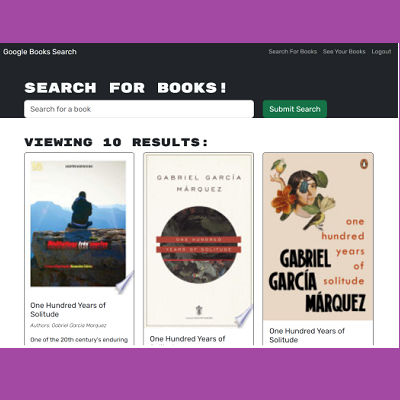 Google Books Search
Search For Books
See Your Books
Logout
SEARCH FOR BOOKS!
Search for a book
Submit Search
VIEWING 10 RESULTS:
One Hundred Years of
Solitude
Authors: Gabriel García Márquez
One of the 20th century's enduring
GABRIEL GARCÍA
MÁRQUEZ
ONE HUNDRED
YEARS OF SOLITUDE
One Hundred Years of
one
hundred
years
of
solitude
GABRIEL
GARCÍA
MÁRQUEZ
One Hundred Years of
Solitude